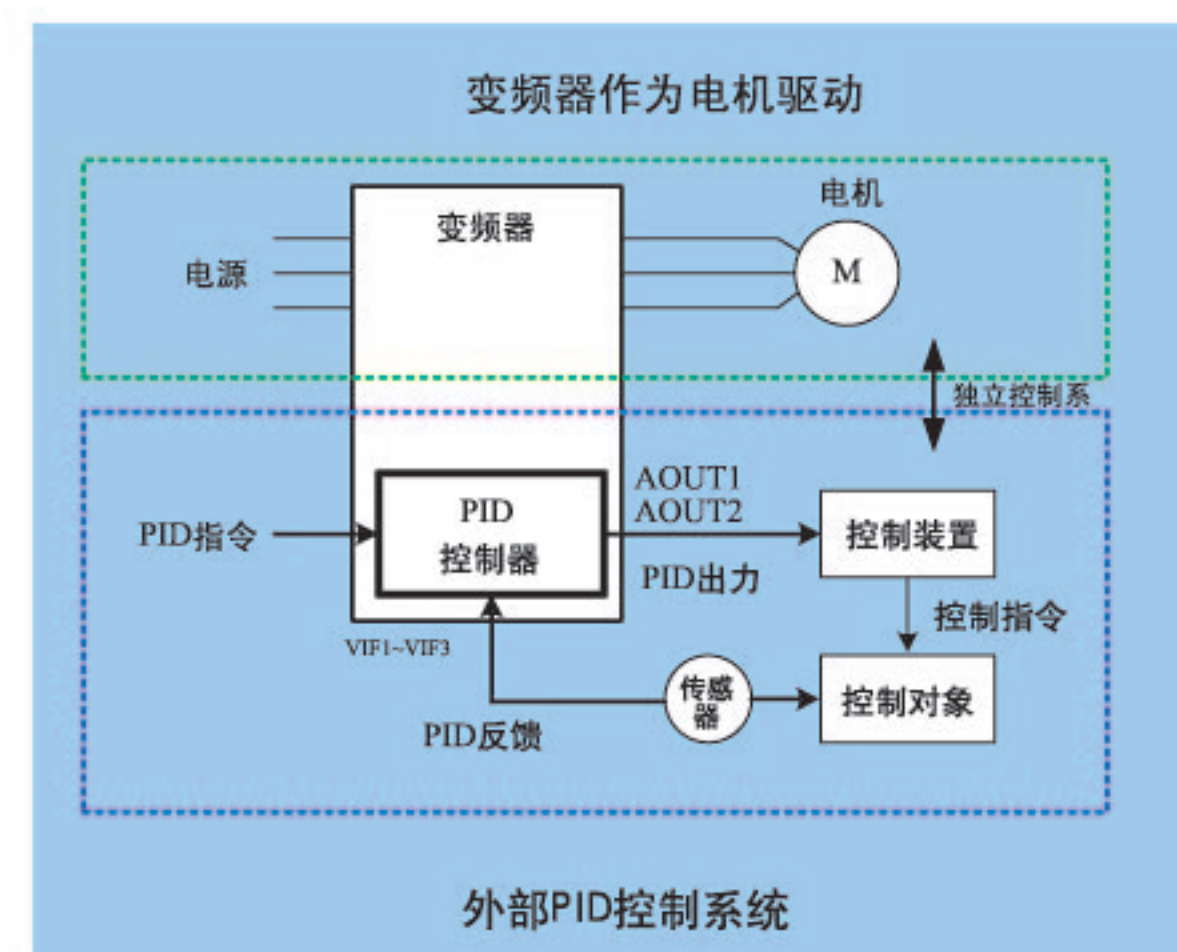 变频器作为电机驱动
电机
变频器
电源
M
独立控制系
AOUT1
AOUT2
PID
控制器
PID指令
控制装置
PID出力
控制指令
VIF1~VIF3
传感
器
控制对象
PID反馈
外部PID控制系统